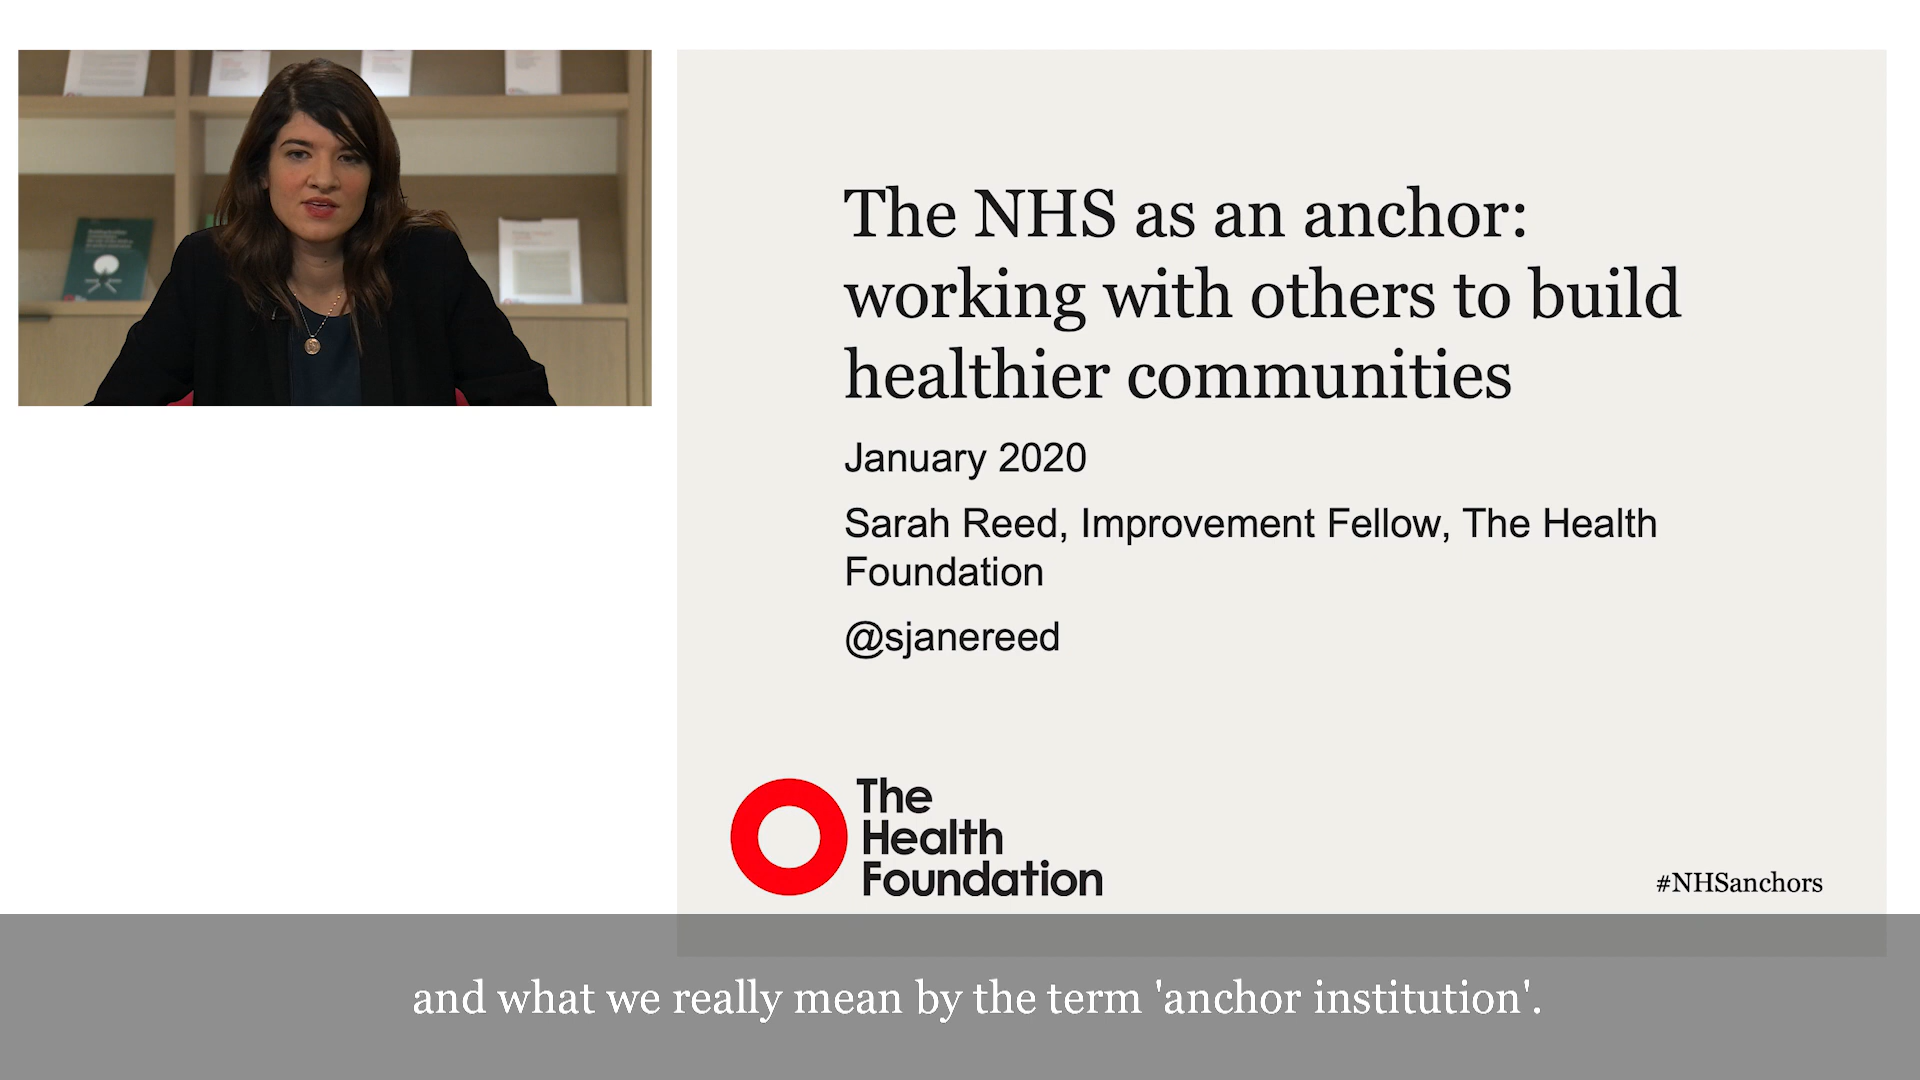 The NHS as an anchor:
working with others to build
healthier communities
January 2020
Sarah Reed, Improvement Fellow, The Health
Foundation
@sjanereed
The
Health
Foundation
#NHSanchors
and what we really mean by the term 'anchor institution'.